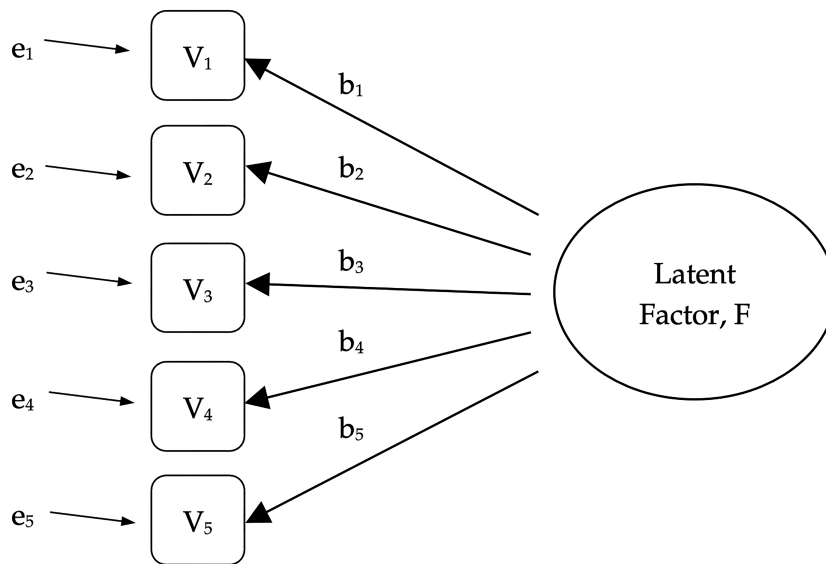 e₁
V₁
b₁
e₂
V₂
b₂
e₃
V₃
b₃
Latent
Factor, F
e₄
V₄
b₄
e₅
V₅
b₅